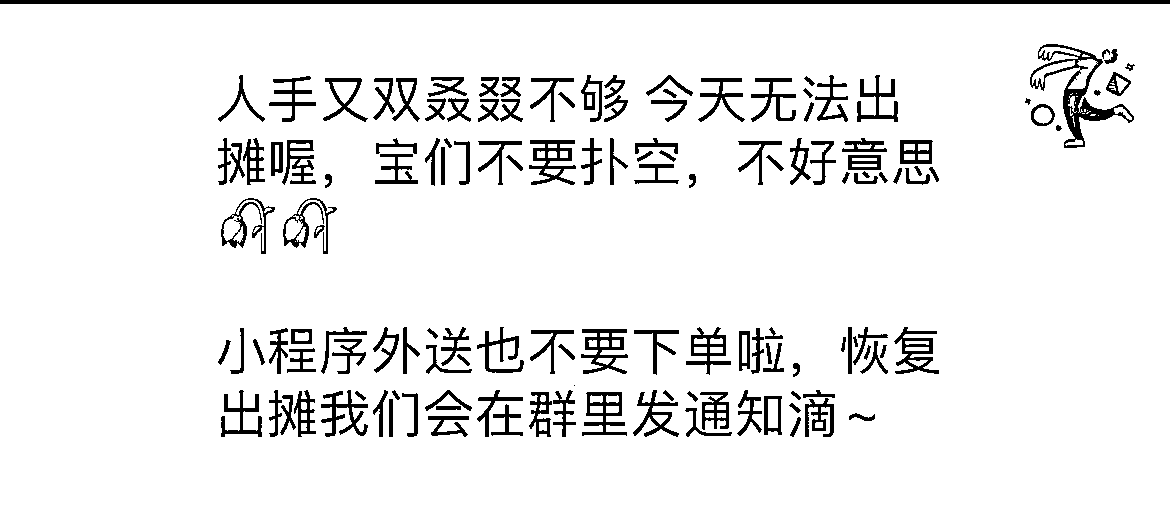 人手又双叒叕不够 今天无法出
摊喔，宝们不要扑空，不好意思
🥀🥀
小程序外送也不要下单啦，恢复
出摊我们会在群里发通知滴～